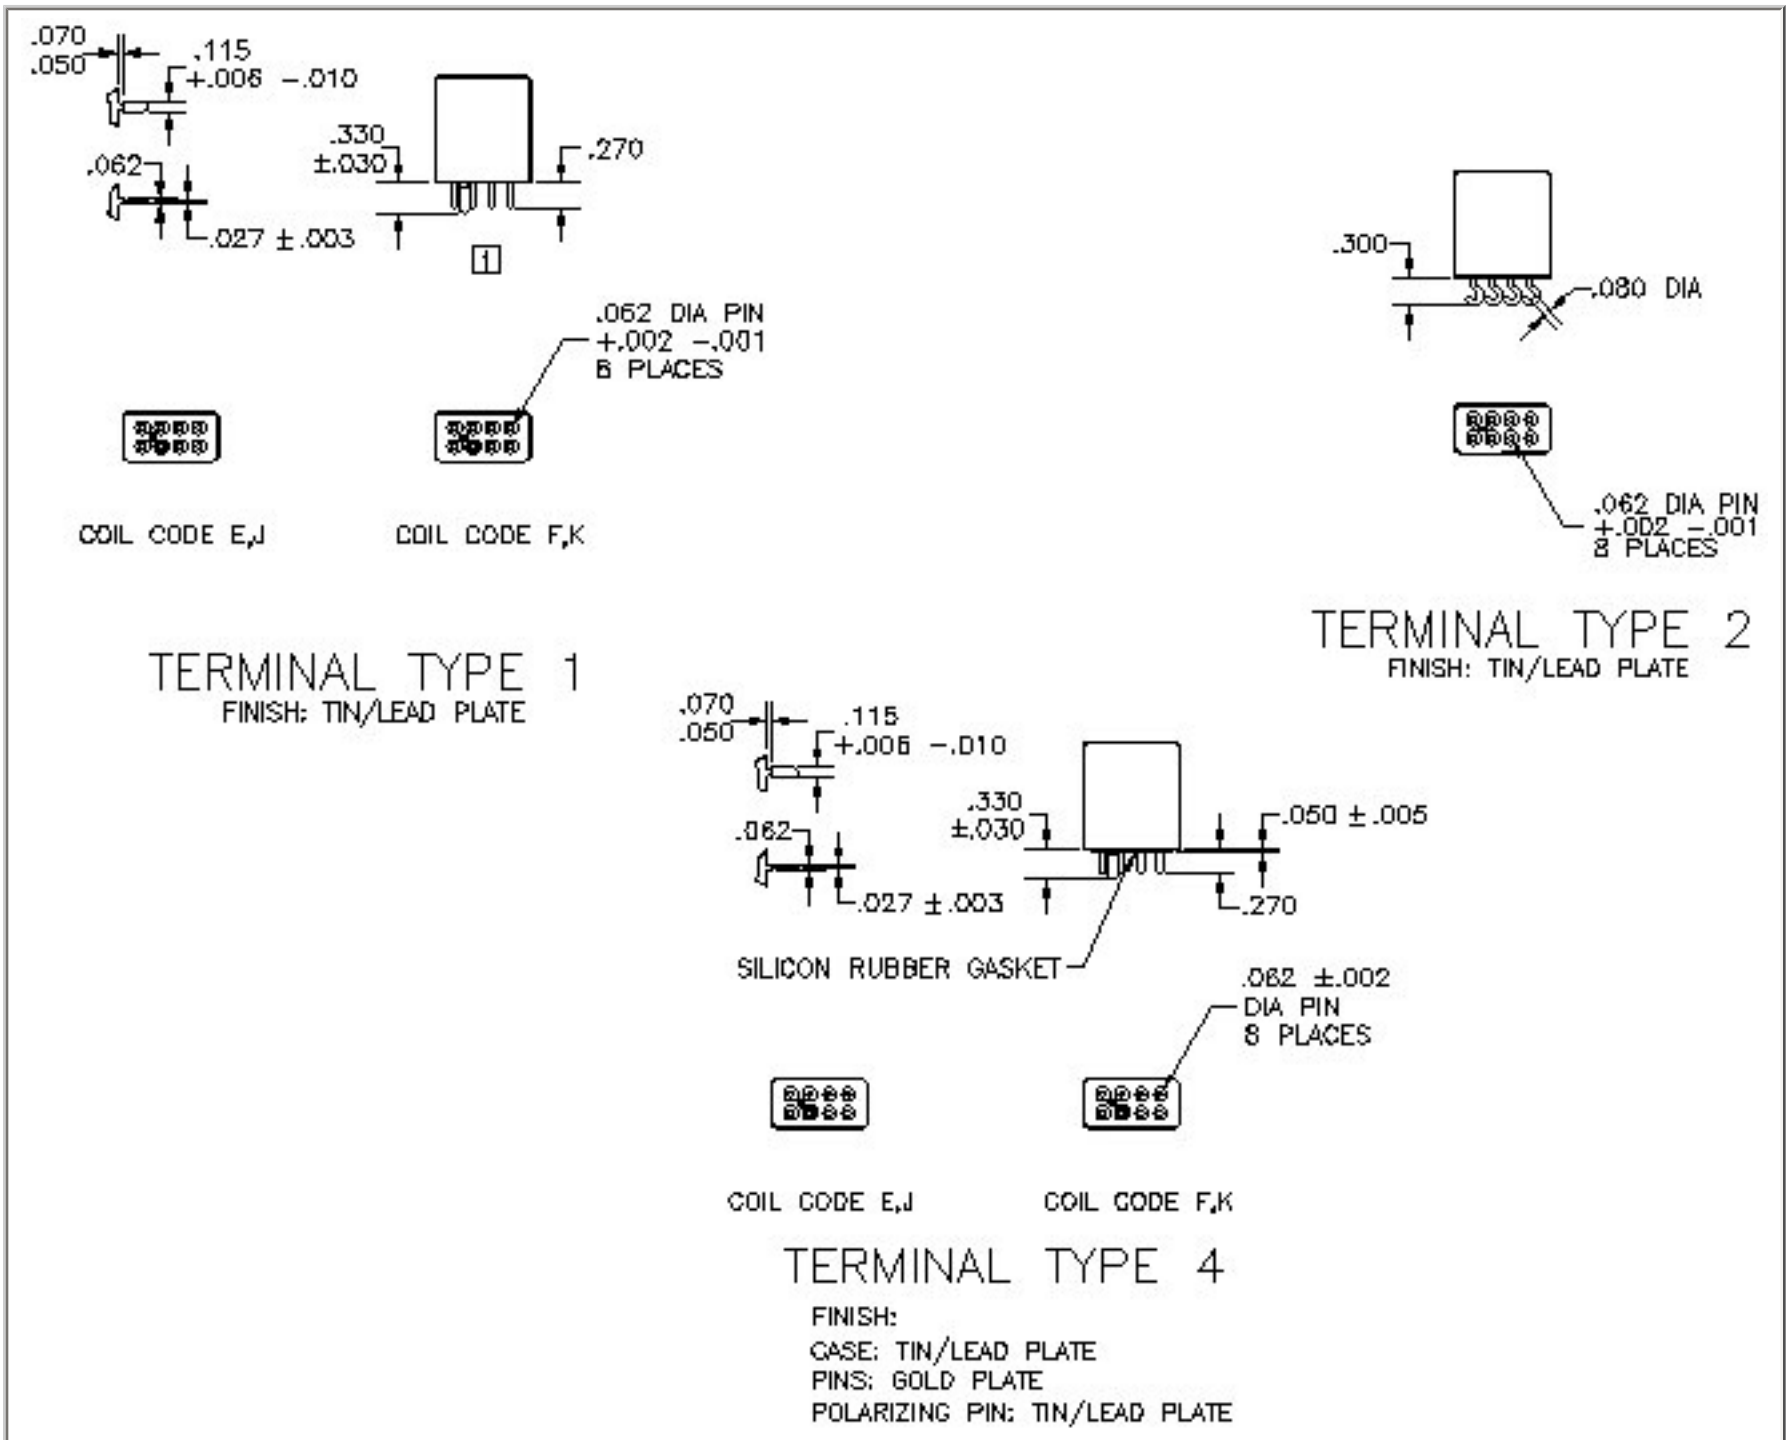 .070
.050
.115
+.006 -.010
.062
.027 ±.003
.330
±.030
.270
1
.062 DIA PIN
+.002 -.001
8 PLACES
COIL CODE E,J
COIL CODE F,K
TERMINAL TYPE 1
FINISH: TIN/LEAD PLATE
.300
.080 DIA
.062 DIA PIN
+.002 -.001
8 PLACES
TERMINAL TYPE 2
FINISH: TIN/LEAD PLATE
.070
.050
.115
+.006 -.010
.062
.027 ±.003
.330
±.030
.050 ±.005
.270
SILICON RUBBER GASKET
.062 ±.002
DIA PIN
8 PLACES
COIL CODE E,J
COIL CODE F,K
TERMINAL TYPE 4
FINISH:
CASE: TIN/LEAD PLATE
PINS: GOLD PLATE
POLARIZING PIN: TIN/LEAD PLATE